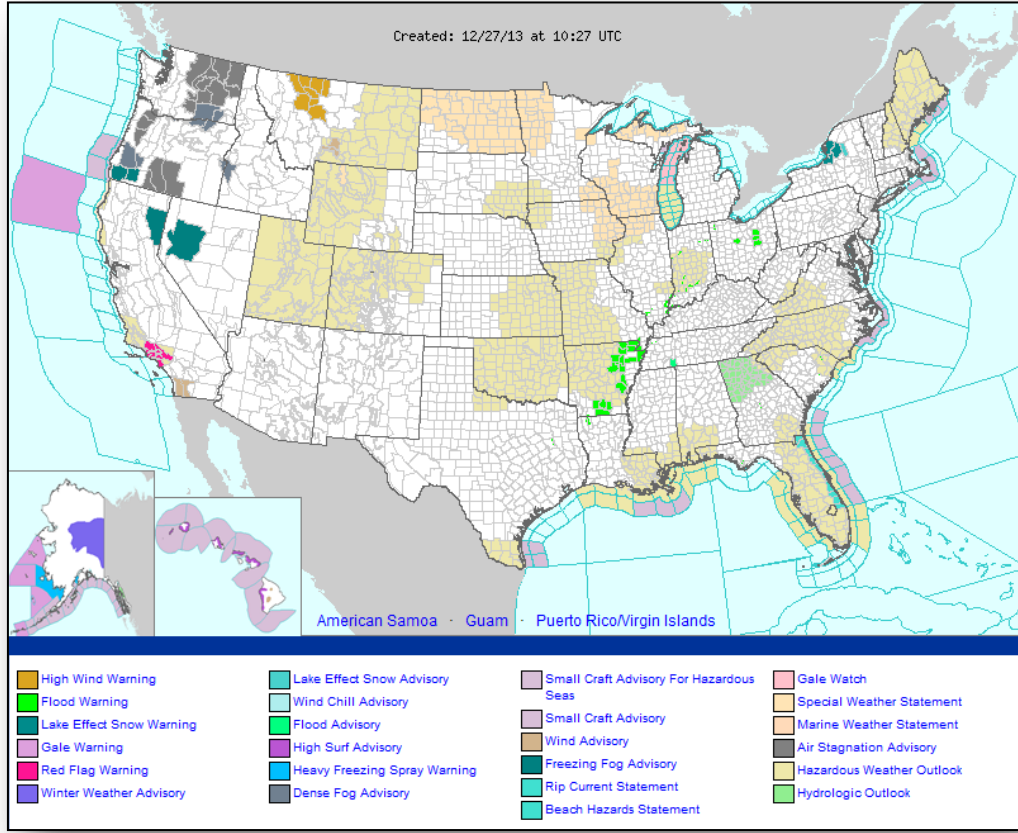 Created: 12/27/13 at 10:27 UTC
American Samoa · Guam · Puerto Rico/Virgin Islands
High Wind Warning
Flood Warning
Lake Effect Snow Warning
Gale Warning
Red Flag Warning
Winter Weather Advisory
Lake Effect Snow Advisory
Wind Chill Advisory
Flood Advisory
High Surf Advisory
Heavy Freezing Spray Warning
Dense Fog Advisory
Small Craft Advisory For Hazardous
Seas
Small Craft Advisory
Wind Advisory
Freezing Fog Advisory
Rip Current Statement
Beach Hazards Statement
Gale Watch
Special Weather Statement
Marine Weather Statement
Air Stagnation Advisory
Hazardous Weather Outlook
Hydrologic Outlook